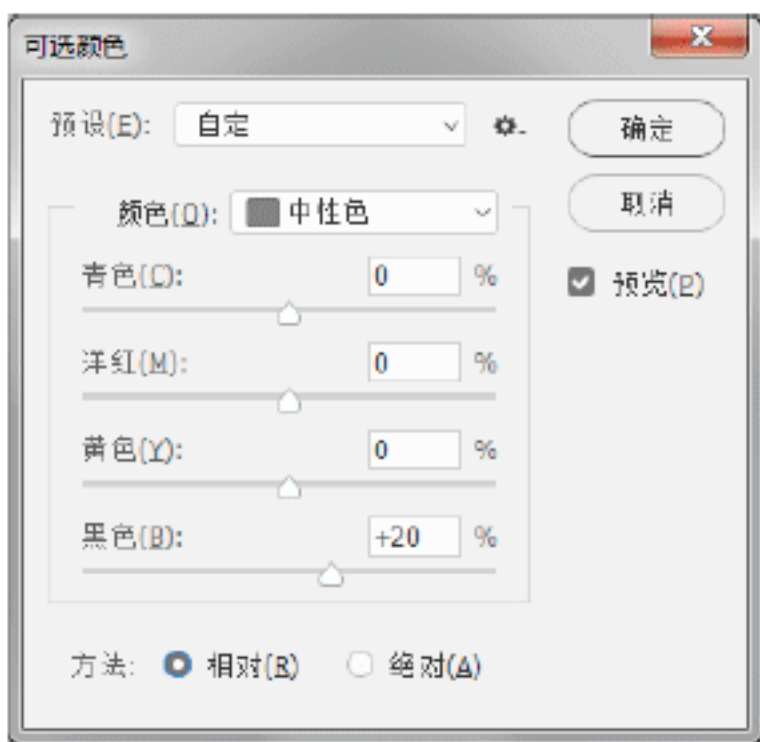 可选颜色
预设(E): 自定
确定
颜色(O): 中性色
取消
青色(C): 0 %
预览(P)
洋红(M): 0 %
黄色(Y): 0 %
黑色(B): +20 %
方法: 相对(R) 绝对(A)